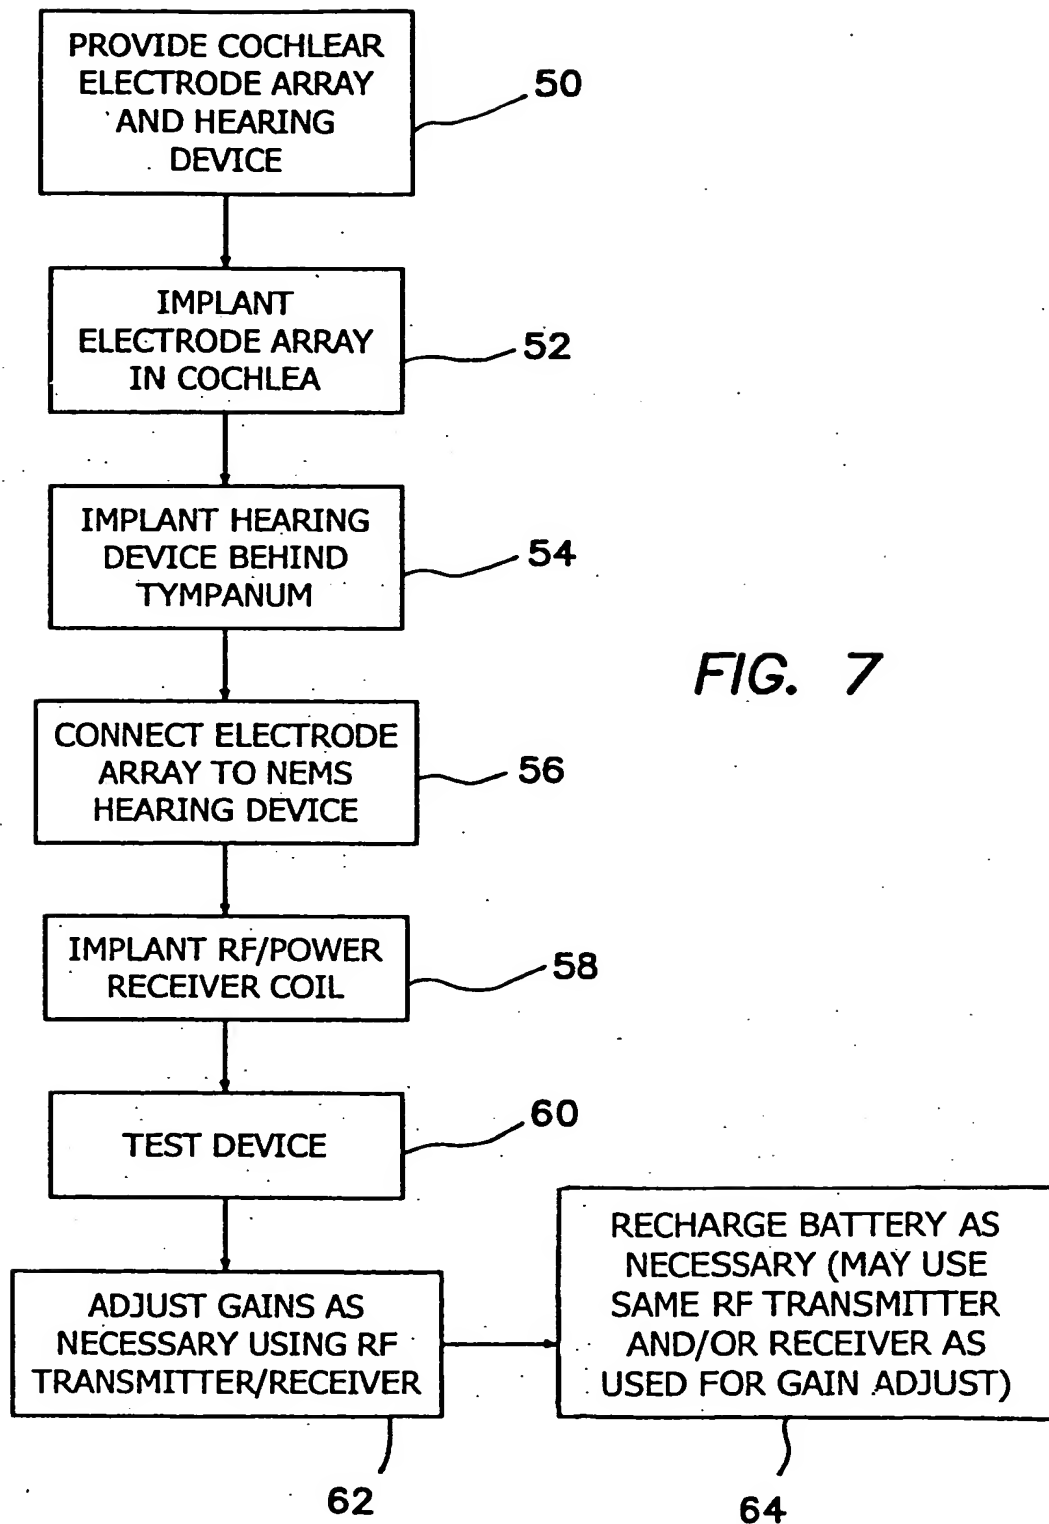 PROVIDE COCHLEAR
ELECTRODE ARRAY
AND HEARING
DEVICE
50
IMPLANT
ELECTRODE ARRAY
IN COCHLEA
52
IMPLANT HEARING
DEVICE BEHIND
TYMPANUM
54
FIG. 7
CONNECT ELECTRODE
ARRAY TO NEMS
HEARING DEVICE
56
IMPLANT RF/POWER
RECEIVER COIL
58
TEST DEVICE
60
ADJUST GAINS AS
NECESSARY USING RF
TRANSMITTER/RECEIVER
62
RECHARGE BATTERY AS
NECESSARY (MAY USE
SAME RF TRANSMITTER
AND/OR RECEIVER AS
USED FOR GAIN ADJUST)
64